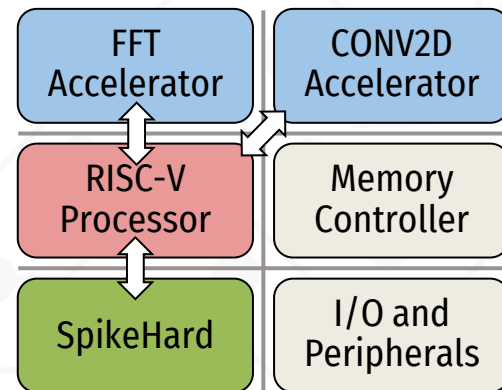 FFT
Accelerator
CONV2D
Accelerator
RISC-V
Processor
Memory
Controller
SpikeHard
I/O and
Peripherals